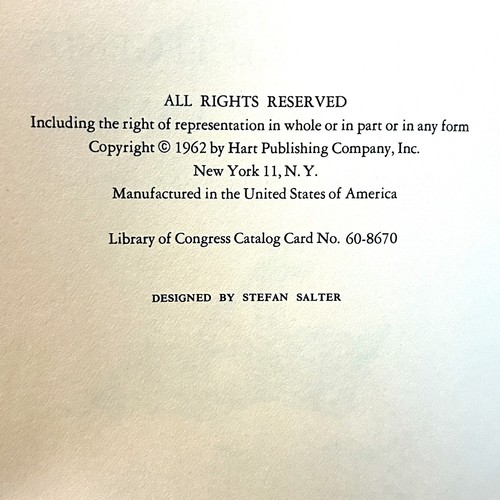 ALL RIGHTS RESERVED
Including the right of representation in whole or in part or in any form
Copyright © 1962 by Hart Publishing Company, Inc.
New York 11, N. Y.
Manufactured in the United States of America
Library of Congress Catalog Card No. 60-8670
DESIGNED BY STEFAN SALTER